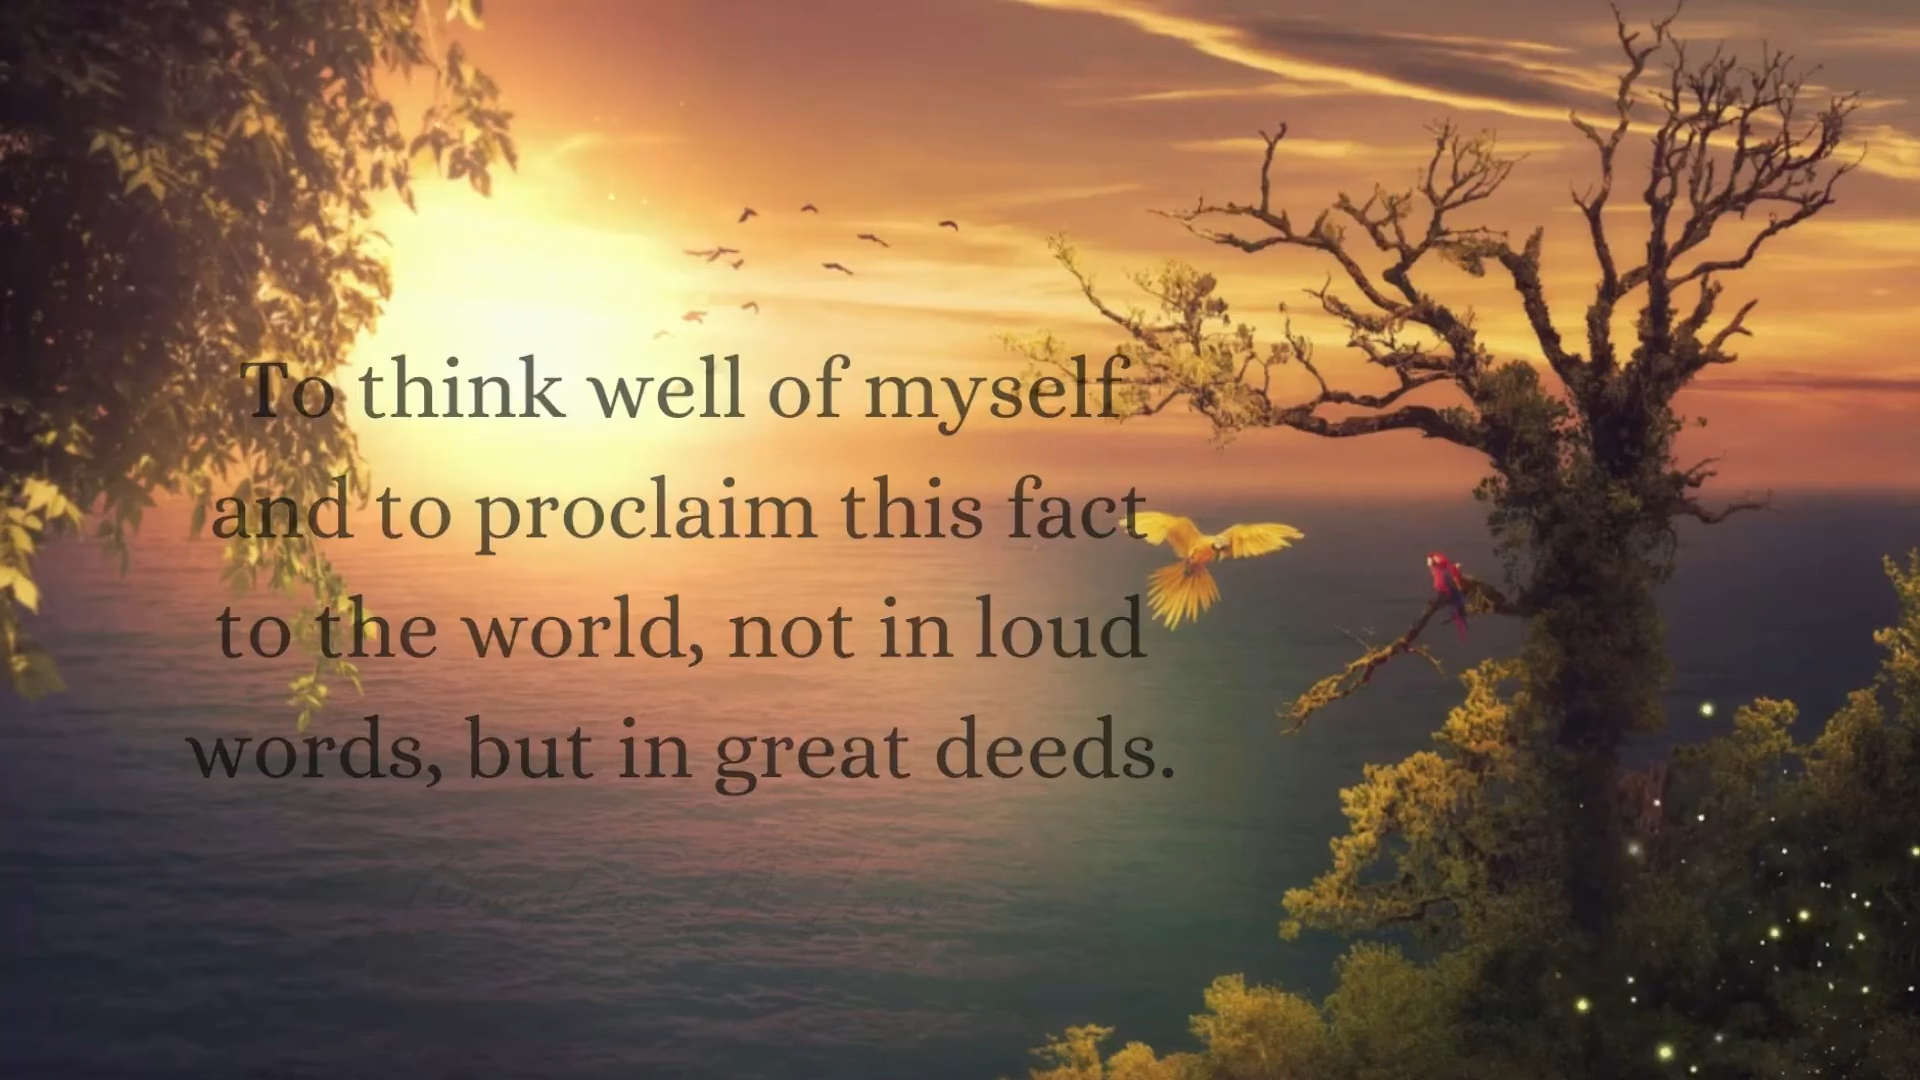 To think well of myself
and to proclaim this fact
to the world, not in loud
words, but in great deeds.